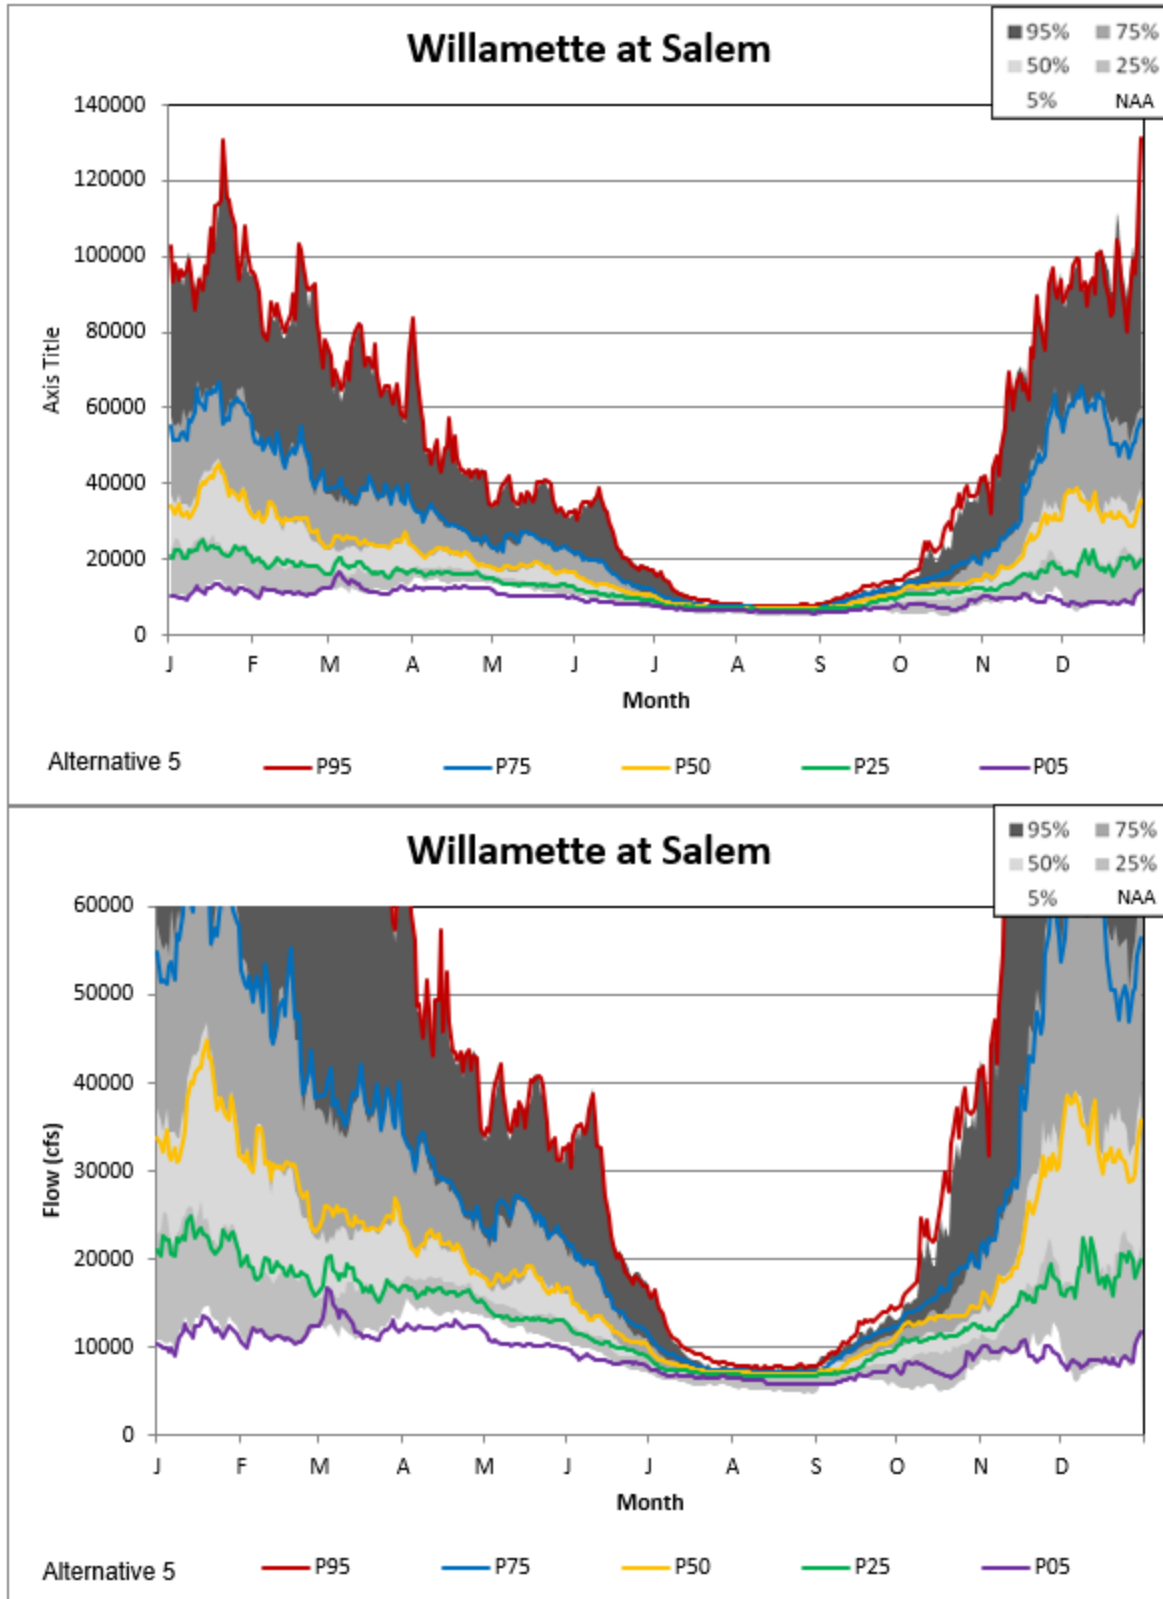 Willamette at Salem
95% 75%
50% 25%
5% NAA
140000
120000
100000
80000
60000
40000
20000
0
Axis Title
J F M A M J J A S O N D
Month
Alternative 5 P95 P75 P50 P25 P05
Willamette at Salem
95% 75%
50% 25%
5% NAA
60000
50000
40000
30000
20000
10000
0
Flow (cfs)
J F M A M J J A S O N D
Month
Alternative 5 P95 P75 P50 P25 P05